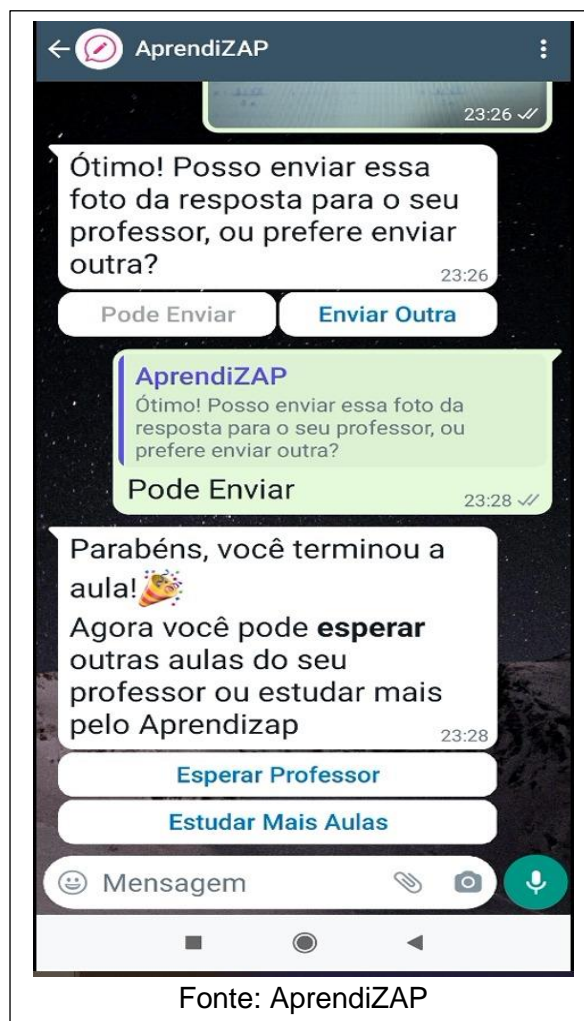 AprendiZAP
23:26
Ótimo! Posso enviar essa
foto da resposta para o seu
professor, ou prefere enviar
outra?
23:26
Pode Enviar
Enviar Outra
AprendiZAP
Ótimo! Posso enviar essa foto da
resposta para o seu professor, ou
prefere enviar outra?
Pode Enviar
23:28
Parabéns, você terminou a
aula!🎉
Agora você pode esperar
outras aulas do seu
professor ou estudar mais
pelo Aprendizap
23:28
Esperar Professor
Estudar Mais Aulas
Mensagem
Fonte: AprendiZAP